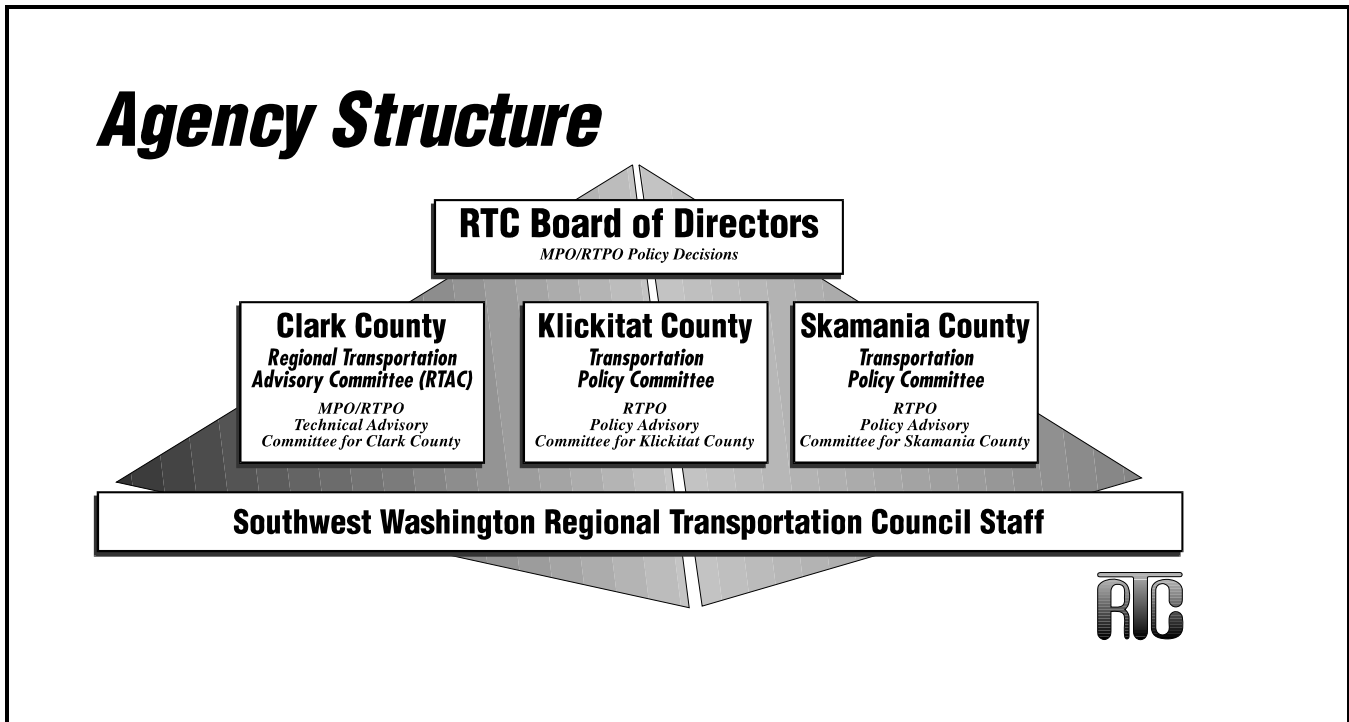 Agency Structure
RTC Board of Directors
MPO/RTPO Policy Decisions
Clark County
Regional Transportation
Advisory Committee (RTAC)
MPO/RTPO
Technical Advisory
Committee for Clark County
Klickitat County
Transportation
Policy Committee
RTPO
Policy Advisory
Committee for Klickitat County
Skamania County
Transportation
Policy Committee
RTPO
Policy Advisory
Committee for Skamania County
Southwest Washington Regional Transportation Council Staff
RTC